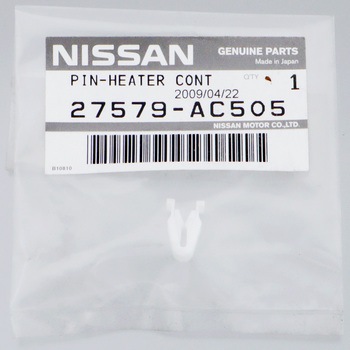 NISSAN
GENUINE PARTS
Made in Japan
PIN-HEATER CONT
QTY
1
2009/04/22
27579-AC505
NISSAN MOTOR CO.,LTD.